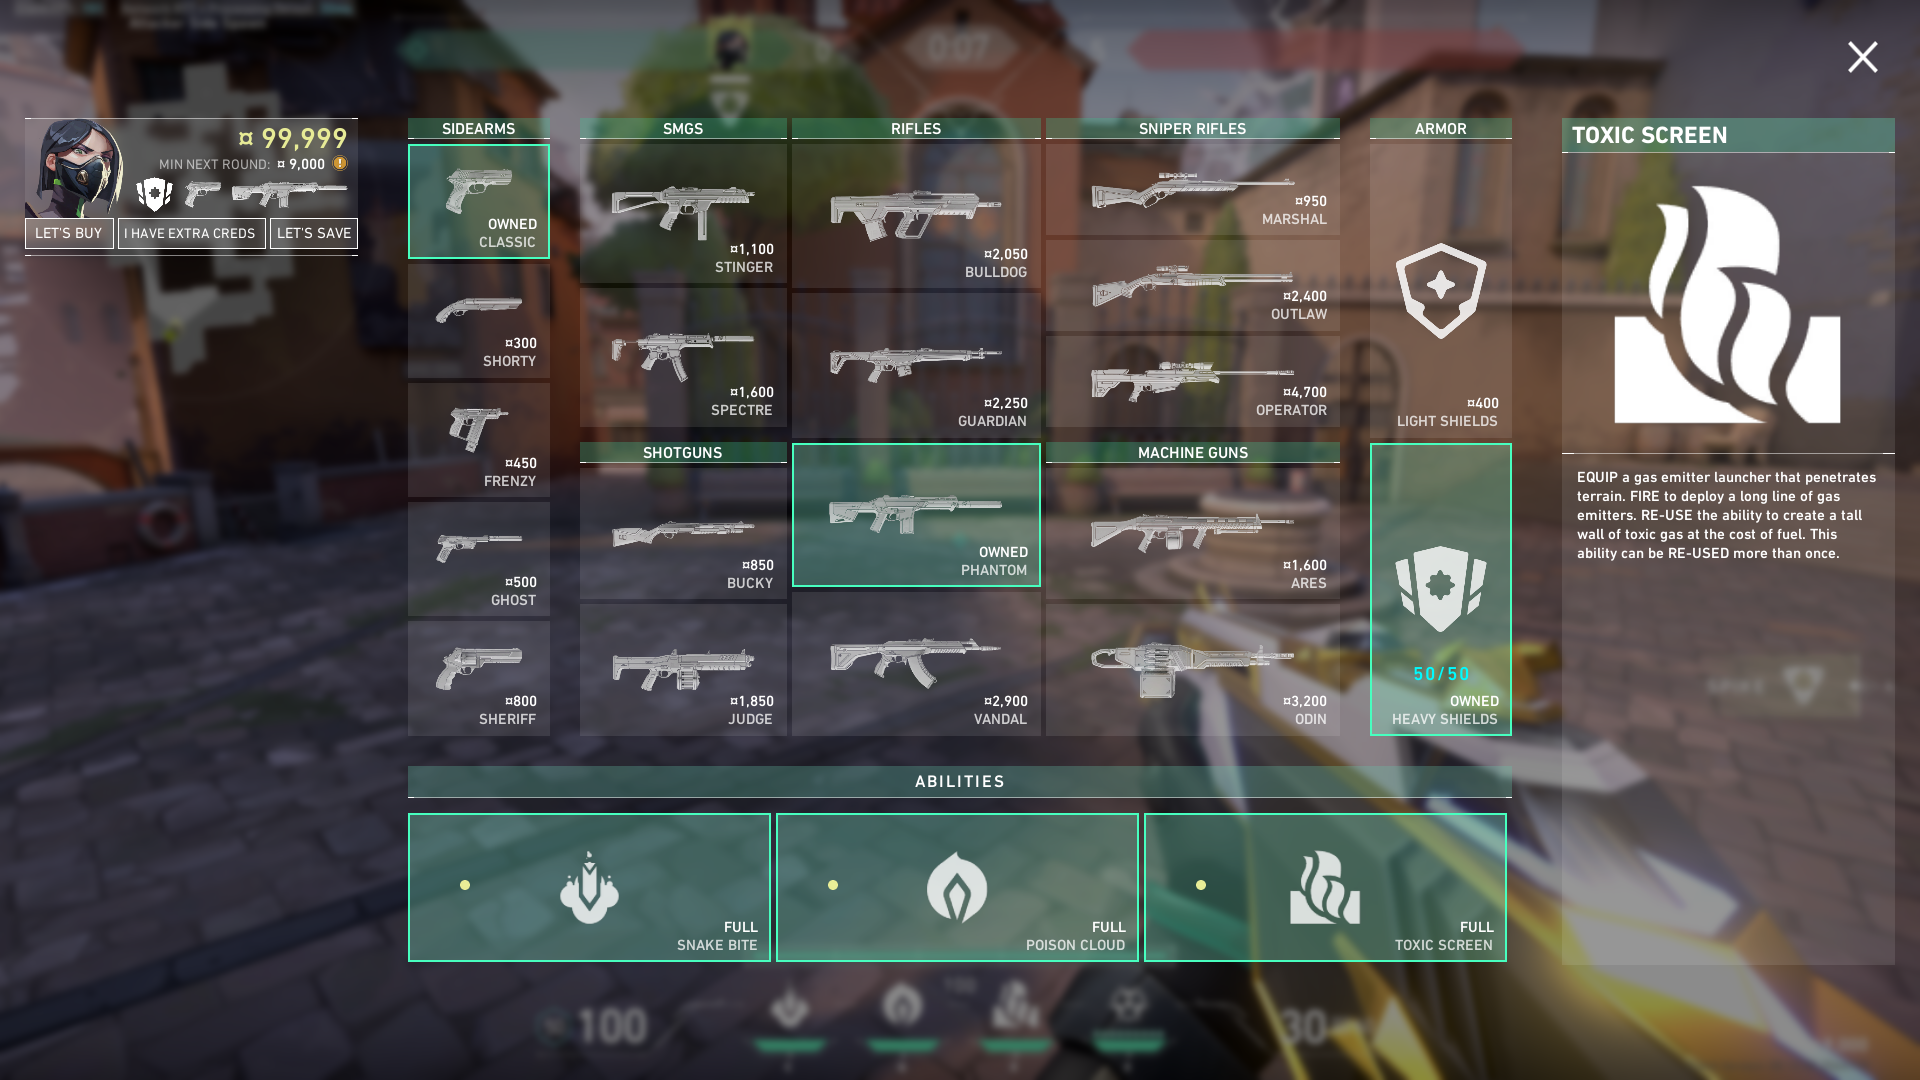 0:07
¤ 99,999
MIN NEXT ROUND: ¤ 9,000
LET'S BUY
I HAVE EXTRA CREDS
LET'S SAVE
SIDEARMS
OWNED
CLASSIC
¤300
SHORTY
¤450
FRENZY
¤500
GHOST
¤800
SHERIFF
SMGS
¤1,100
STINGER
¤1,600
SPECTRE
SHOTGUNS
¤850
BUCKY
¤1,850
JUDGE
RIFLES
¤2,050
BULLDOG
¤2,250
GUARDIAN
OWNED
PHANTOM
¤2,900
VANDAL
SNIPER RIFLES
¤950
MARSHAL
¤2,400
OUTLAW
¤4,700
OPERATOR
MACHINE GUNS
¤1,600
ARES
¤3,200
ODIN
ARMOR
¤400
LIGHT SHIELDS
50/50
OWNED
HEAVY SHIELDS
TOXIC SCREEN
EQUIP a gas emitter launcher that penetrates
terrain. FIRE to deploy a long line of gas
emitters. RE-USE the ability to create a tall
wall of toxic gas at the cost of fuel. This
ability can be RE-USED more than once.
ABILITIES
FULL
SNAKE BITE
FULL
POISON CLOUD
FULL
TOXIC SCREEN
100
30